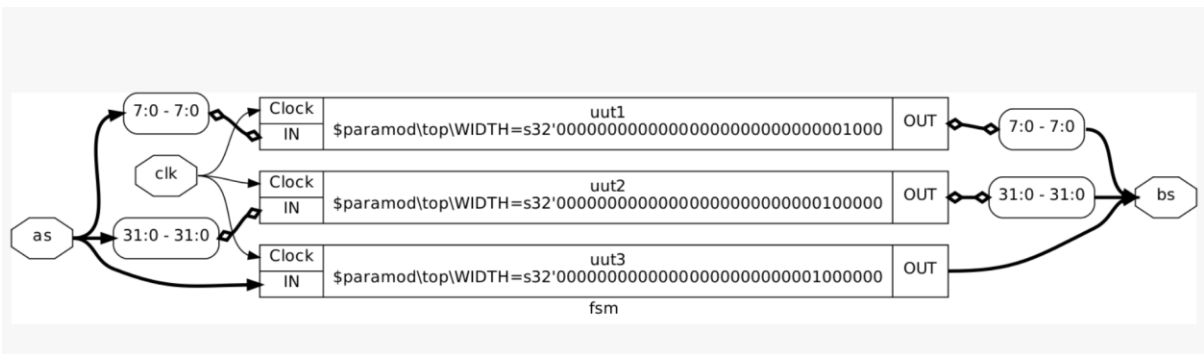 7:0 - 7:0
Clock
IN
uut1
$paramod\top\WIDTH=s32'00000000000000000000000000001000
OUT
7:0 - 7:0
clk
Clock
IN
uut2
$paramod\top\WIDTH=s32'00000000000000000000000000100000
OUT
31:0 - 31:0
bs
as
31:0 - 31:0
Clock
IN
uut3
$paramod\top\WIDTH=s32'00000000000000000000000001000000
OUT
fsm